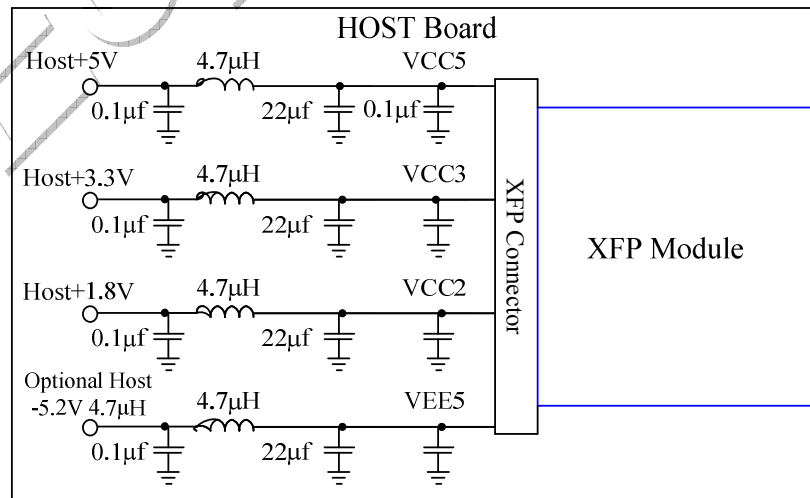 HOST Board
Host+5V 4.7µH VCC5
0.1µf 22µf 0.1µf
Host+3.3V 4.7µH VCC3
0.1µf 22µf
XFP Connector
XFP Module
Host+1.8V 4.7µH VCC2
0.1µf 22µf
Optional Host
-5.2V 4.7µH 4.7µH VEE5
0.1µf 22µf